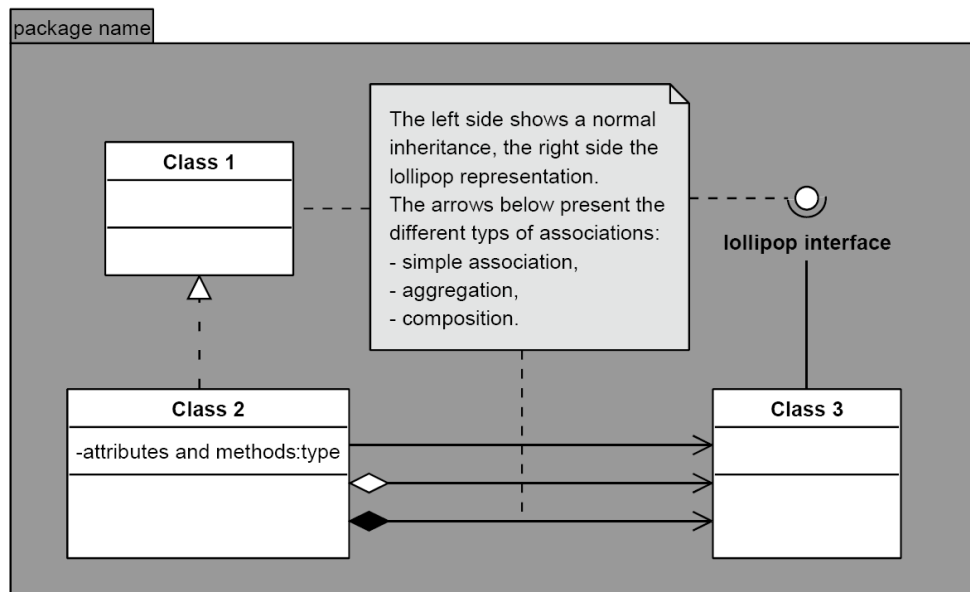 package name
Class 1
The left side shows a normal
inheritance, the right side the
lollipop representation.
The arrows below present the
different typs of associations:
- simple association,
- aggregation,
- composition.
lollipop interface
Class 2
-attributes and methods:type
Class 3